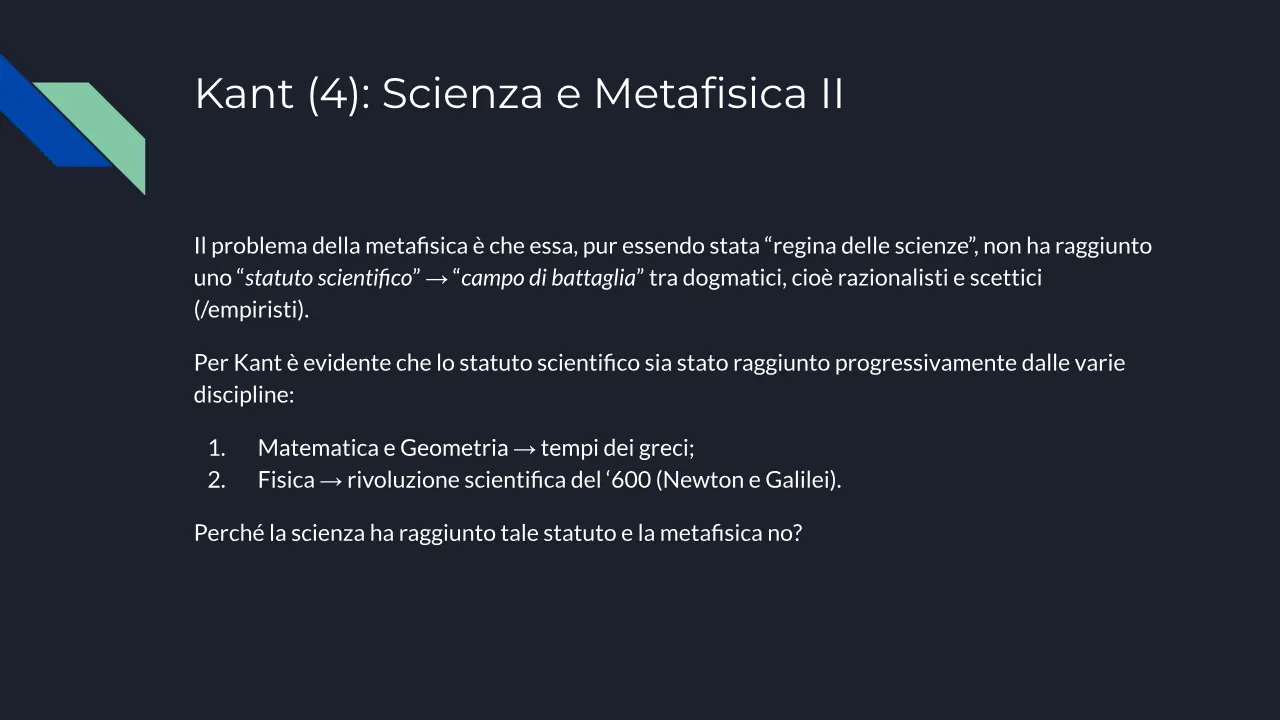 Kant (4): Scienza e Metafisica II
Il problema della metafisica è che essa, pur essendo stata “regina delle scienze”, non ha raggiunto
uno “statuto scientifico” → “campo di battaglia” tra dogmatici, cioè razionalisti e scettici
(/empiristi).
Per Kant è evidente che lo statuto scientifico sia stato raggiunto progressivamente dalle varie
discipline:
1. Matematica e Geometria → tempi dei greci;
2. Fisica → rivoluzione scientifica del ‘600 (Newton e Galilei).
Perché la scienza ha raggiunto tale statuto e la metafisica no?